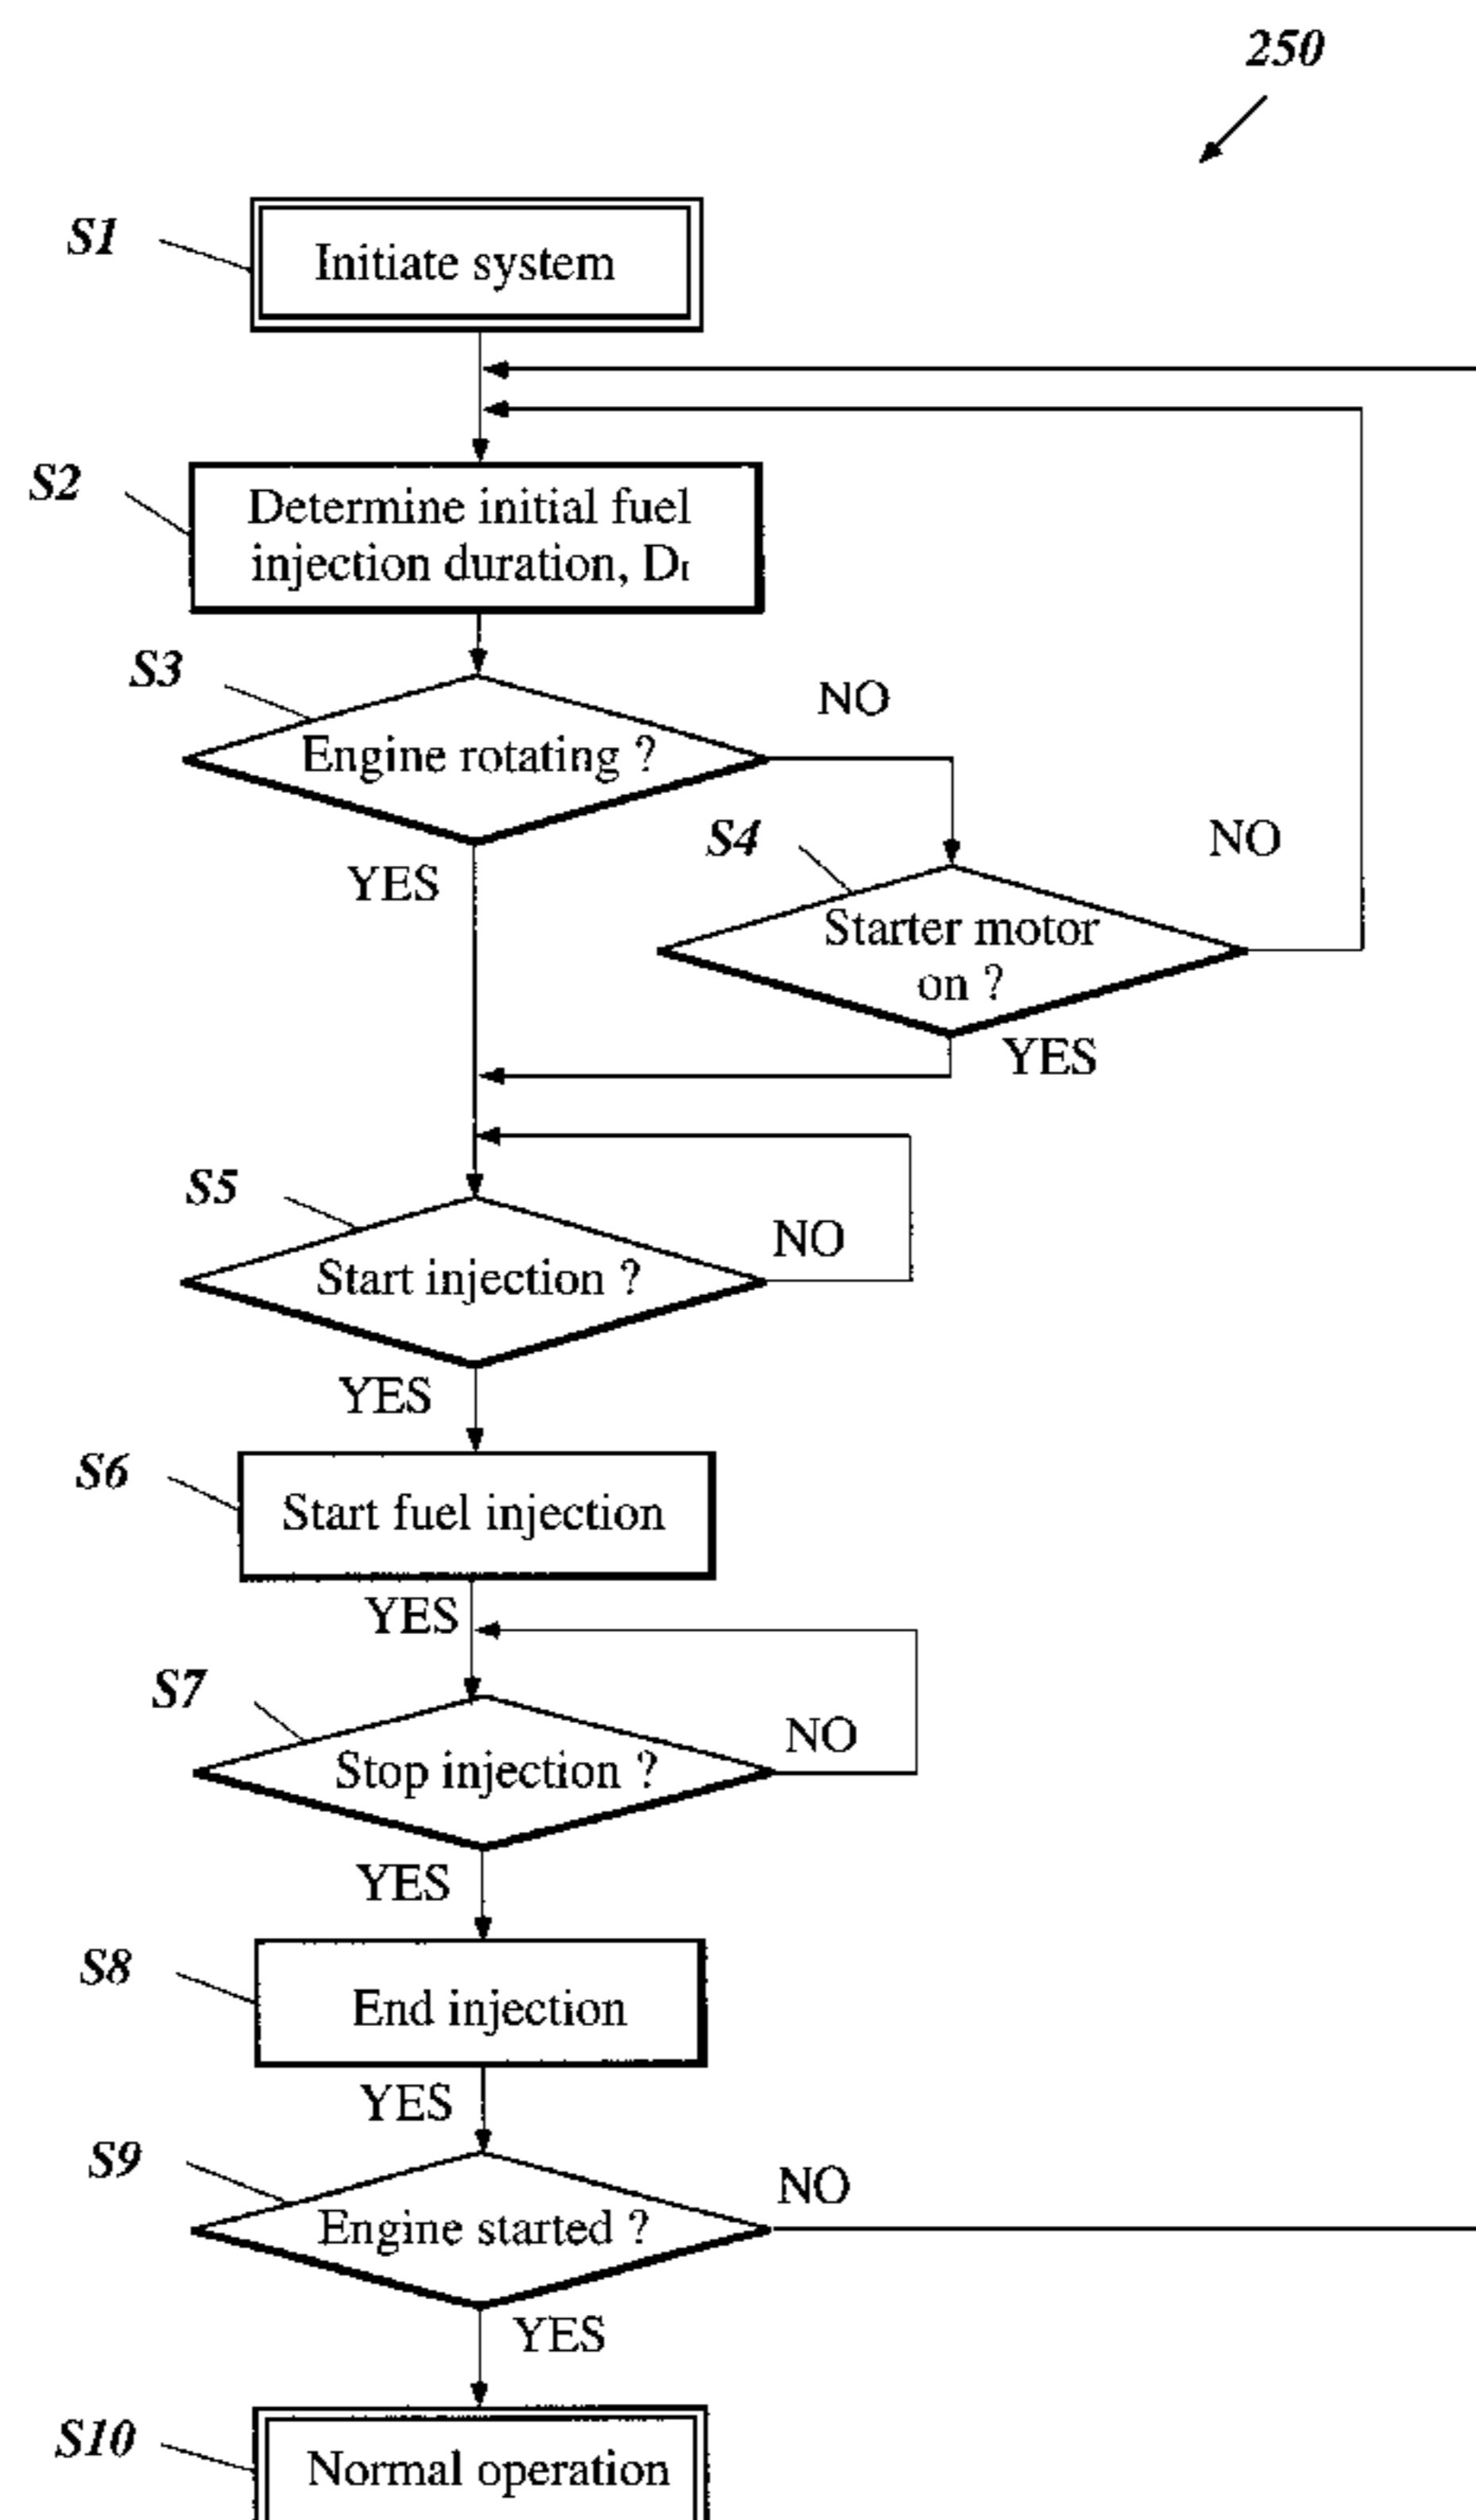 250
S1
Initiate system
S2
Determine initial fuel
injection duration, DI
S3
Engine rotating ?
NO
YES
S4
Starter motor
on ?
NO
YES
S5
Start injection ?
NO
YES
S6
Start fuel injection
YES
S7
Stop injection ?
NO
YES
S8
End injection
YES
S9
Engine started ?
NO
YES
S10
Normal operation